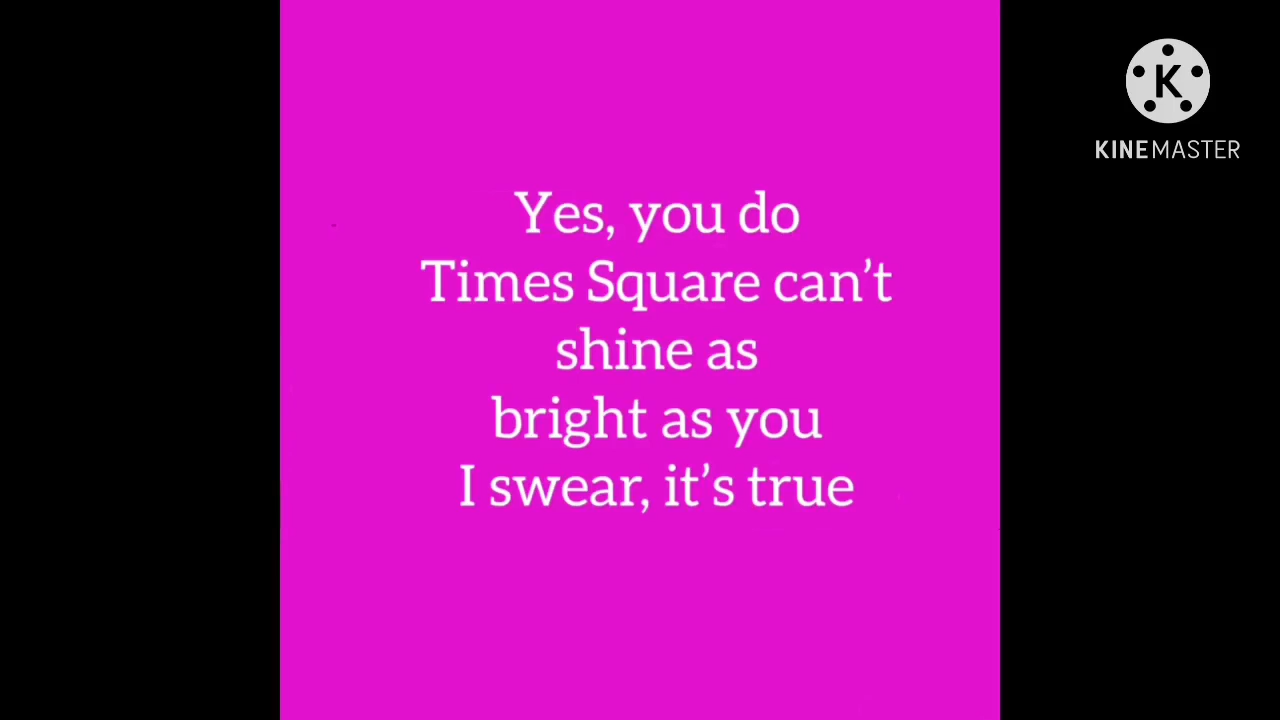 K
KINEMASTER
Yes, you do
Times Square can’t
shine as
bright as you
I swear, it’s true